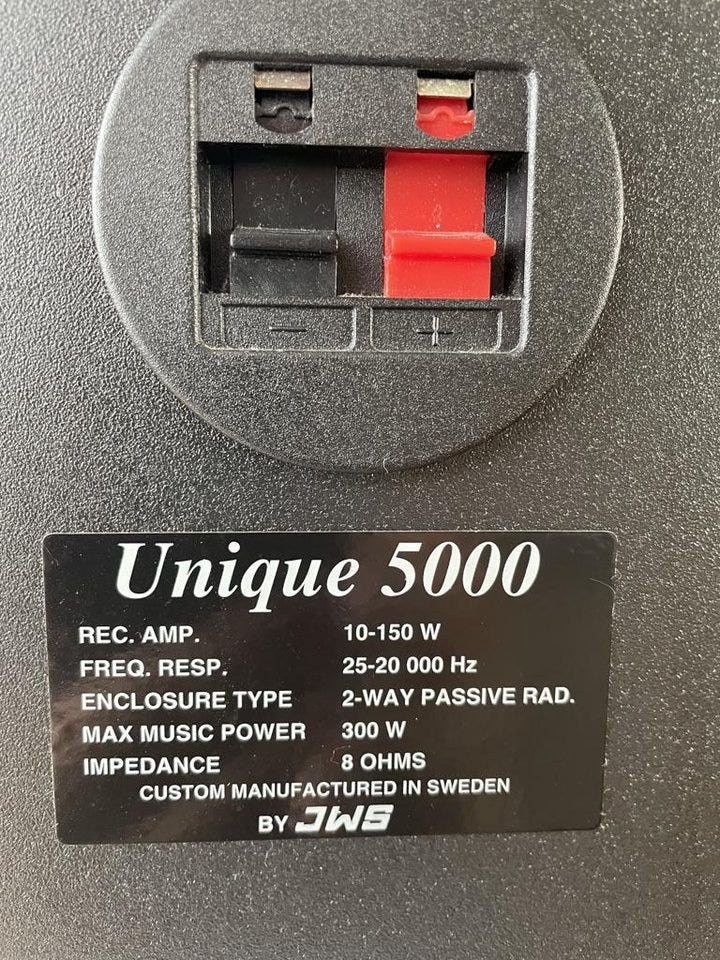 − +
Unique 5000
REC. AMP. 10-150 W
FREQ. RESP. 25-20 000 Hz
ENCLOSURE TYPE 2-WAY PASSIVE RAD.
MAX MUSIC POWER 300 W
IMPEDANCE 8 OHMS
CUSTOM MANUFACTURED IN SWEDEN
BY JWS